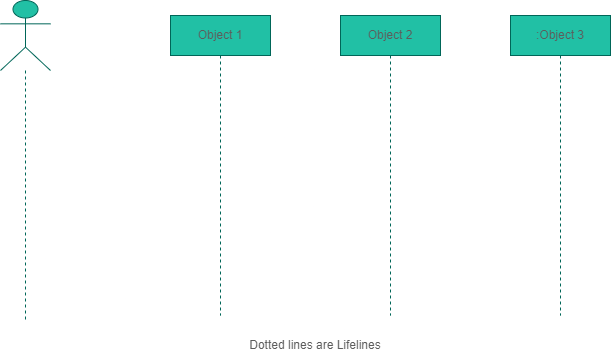 Object 1
Object 2
:Object 3
Dotted lines are Lifelines